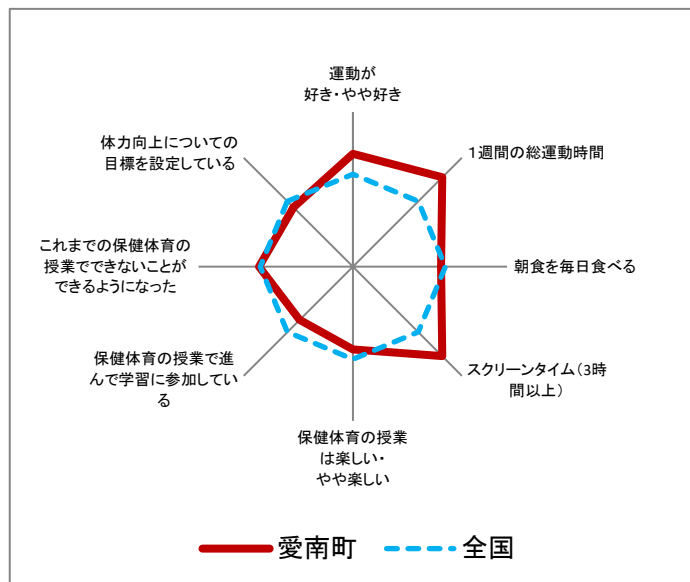 運動が
好き・やや好き
体力向上についての
目標を設定している
1週間の総運動時間
これまでの保健体育の
授業でできないことが
できるようになった
朝食を毎日食べる
保健体育の授業で進
んで学習に参加してい
る
スクリーンタイム(3時
間以上)
保健体育の授業
は楽しい・
やや楽しい
愛南町 全国